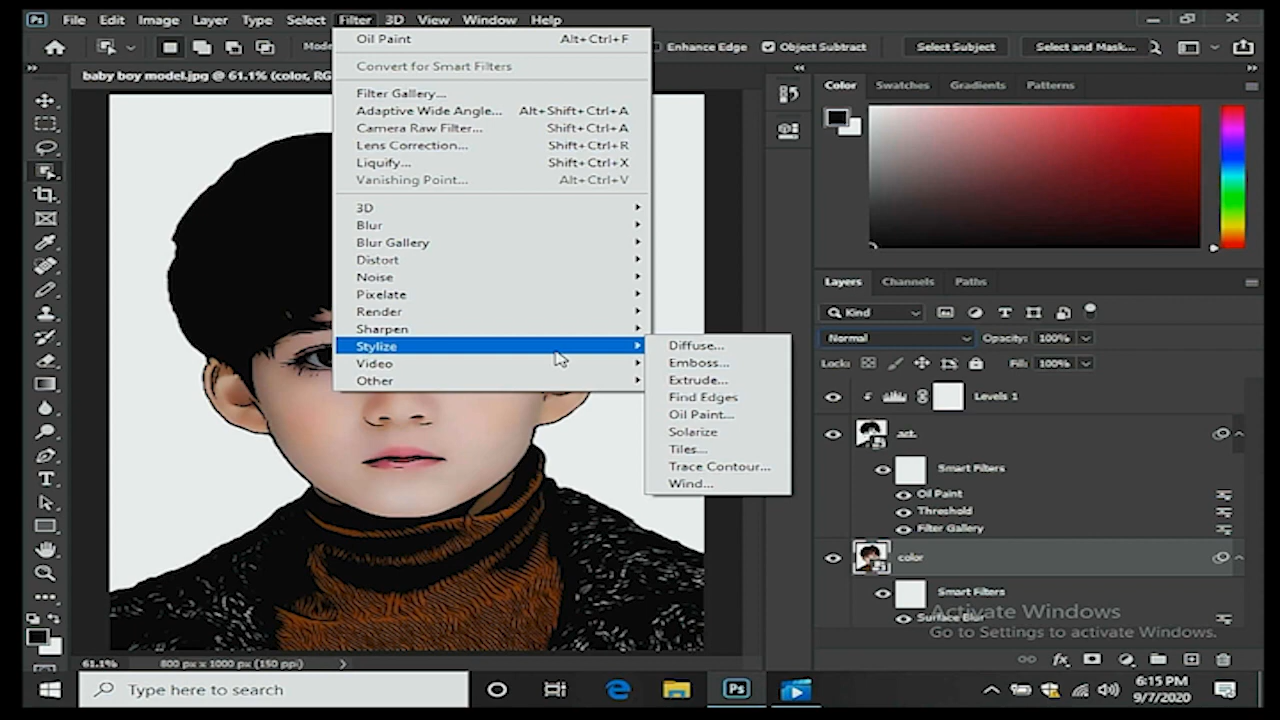 Ps File Edit Image Layer Type Select Filter 3D View Window Help
Mode Enhance Edge Object Subtract Select Subject Select and Mask...
baby boy model.jpg @ 61.1% (color, RG
Oil Paint Alt+Ctrl+F
Convert for Smart Filters
Filter Gallery...
Adaptive Wide Angle... Alt+Shift+Ctrl+A
Camera Raw Filter... Shift+Ctrl+A
Lens Correction... Shift+Ctrl+R
Liquify... Shift+Ctrl+X
Vanishing Point... Alt+Ctrl+V
3D
Blur
Blur Gallery
Distort
Noise
Pixelate
Render
Sharpen
Stylize
Video
Other
Diffuse...
Emboss...
Extrude...
Find Edges
Oil Paint...
Solarize
Tiles...
Trace Contour...
Wind...
Color Swatches Gradients Patterns
Layers Channels Paths
Kind
Normal Opacity: 100%
Lock: Fill: 100%
Levels 1
art
Smart Filters
Oil Paint
Threshold
Filter Gallery
color
Smart Filters
Surface Blur
Activate Windows
Go to Settings to activate Windows.
61.1% 800 px x 1000 px (150 ppi)
Type here to search
Ps
6:15 PM
9/7/2020